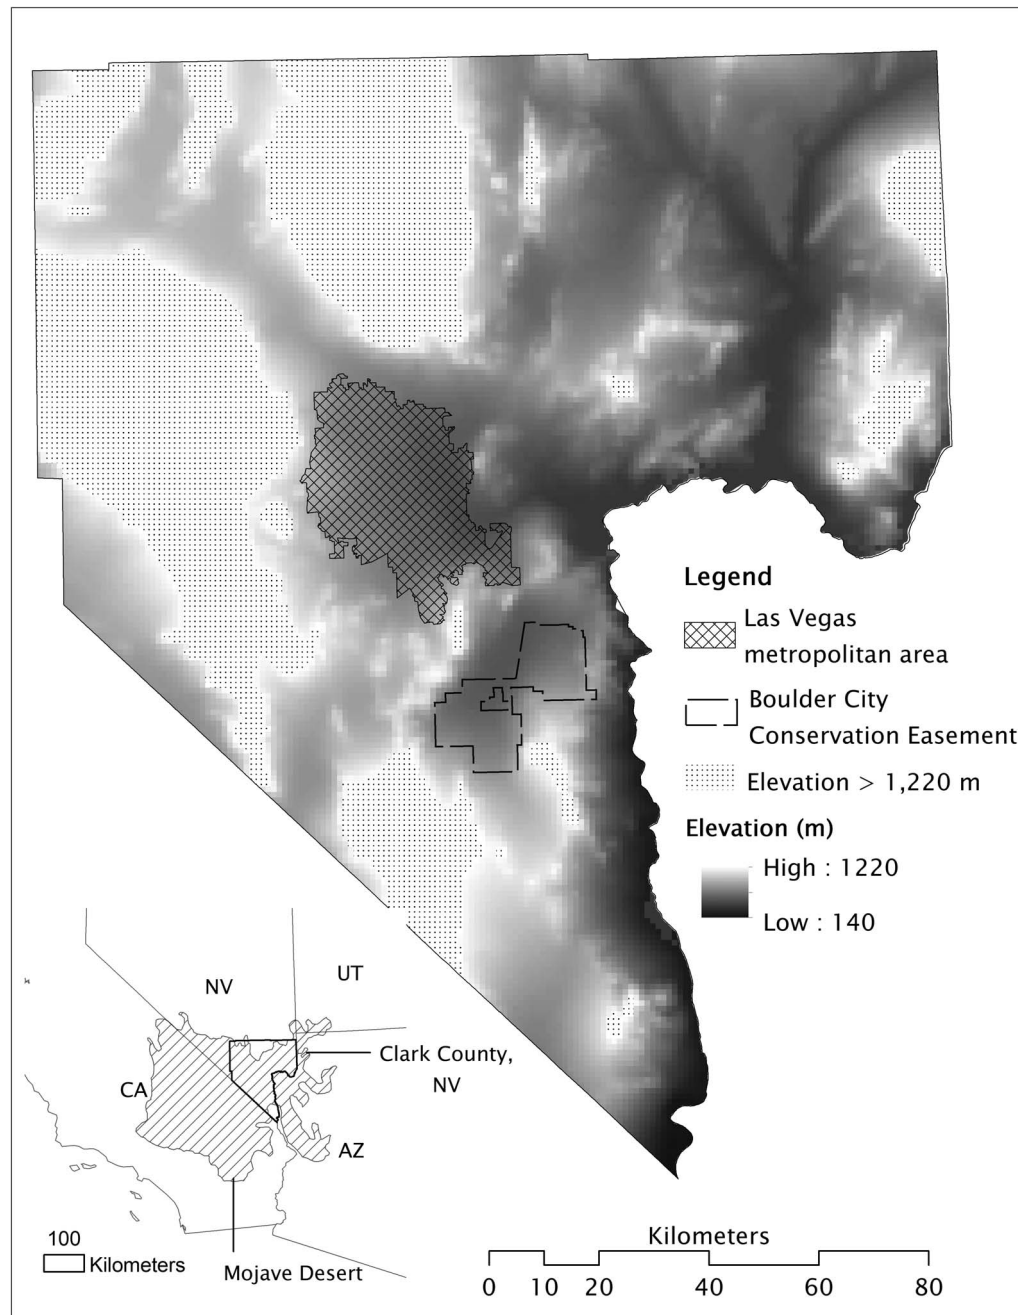 Legend
Las Vegas
metropolitan area
Boulder City
Conservation Easement
Elevation > 1,220 m
Elevation (m)
High : 1220
Low : 140
NV
UT
Clark County,
NV
CA
AZ
100
Kilometers
Mojave Desert
Kilometers
0 10 20 40 60 80